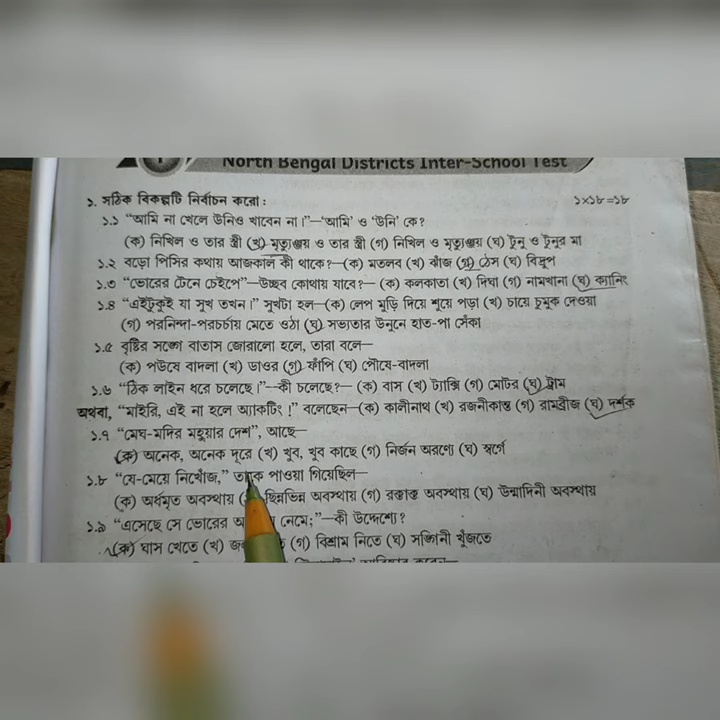 North Bengal Districts Inter-School Test
১. সঠিক বিকল্পটি নির্বাচন করো : ১×১৮=১৮
১.১ “আমি না খেলে উনিও খাবেন না।”—‘আমি’ ও ‘উনি’ কে?
(ক) নিখিল ও তার স্ত্রী (খ) মৃত্যুঞ্জয় ও তার স্ত্রী (গ) নিখিল ও মৃত্যুঞ্জয় (ঘ) টুনু ও টুনুর মা
১.২ বড়ো পিসির কথায় আজকাল কী থাকে?—(ক) মতলব (খ) ঝাঁজ (গ) ঠেস (ঘ) বিদ্রুপ
১.৩ “ভোরের টেনে চেইপে”—উচ্ছব কোথায় যাবে?— (ক) কলকাতা (খ) দিঘা (গ) নামখানা (ঘ) ক্যানিং
১.৪ “এইটুকুই যা সুখ তখন।” সুখটা হল—(ক) লেপ মুড়ি দিয়ে শুয়ে পড়া (খ) চায়ে চুমুক দেওয়া
(গ) পরনিন্দা-পরচর্চায় মেতে ওঠা (ঘ) সভ্যতার উনুনে হাত-পা সেঁকা
১.৫ বৃষ্টির সঙ্গে বাতাস জোরালো হলে, তারা বলে—
(ক) পউষে বাদলা (খ) ডাওর (গ) ফাঁপি (ঘ) পৌষে-বাদলা
১.৬ “ঠিক লাইন ধরে চলেছে।”—কী চলেছে?— (ক) বাস (খ) ট্যাক্সি (গ) মোটর (ঘ) ট্রাম
অথবা, “মাইরি, এই না হলে অ্যাকটিং !” বলেছেন—(ক) কালীনাথ (খ) রজনীকান্ত (গ) রামব্রীজ (ঘ) দর্শক
১.৭ “মেঘ-মদির মহুয়ার দেশ”, আছে—
(ক) অনেক, অনেক দূরে (খ) খুব, খুব কাছে (গ) নির্জন অরণ্যে (ঘ) স্বর্গে
১.৮ “যে-মেয়ে নিখোঁজ,” তাকে পাওয়া গিয়েছিল—
(ক) অর্ধমৃত অবস্থায় ছিন্নভিন্ন অবস্থায় (গ) রক্তাক্ত অবস্থায় (ঘ) উন্মাদিনী অবস্থায়
১.৯ “এসেছে সে ভোরের নেমে;”—কী উদ্দেশ্যে?
(ক) ঘাস খেতে (খ) (গ) বিশ্রাম নিতে (ঘ) সঙ্গিনী খুঁজতে